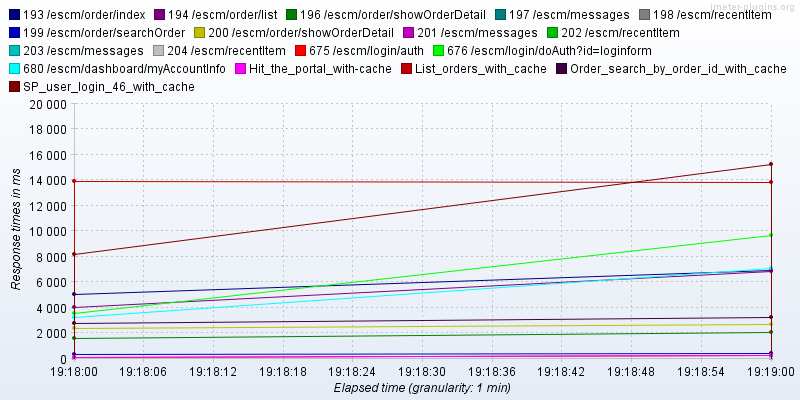 jmeter-plugins.org
193 /escm/order/index 194 /escm/order/list 196 /escm/order/showOrderDetail 197 /escm/messages 198 /escm/recentItem
199 /escm/order/searchOrder 200 /escm/order/showOrderDetail 201 /escm/messages 202 /escm/recentItem
203 /escm/messages 204 /escm/recentItem 675 /escm/login/auth 676 /escm/login/doAuth?id=loginform
680 /escm/dashboard/myAccountInfo Hit_the_portal_with-cache List_orders_with_cache Order_search_by_order_id_with_cache
SP_user_login_46_with_cache
20 000
18 000
16 000
14 000
12 000
10 000
8 000
6 000
4 000
2 000
0
Response times in ms
19:18:00 19:18:06 19:18:12 19:18:18 19:18:24 19:18:30 19:18:36 19:18:42 19:18:48 19:18:54 19:19:00
Elapsed time (granularity: 1 min)